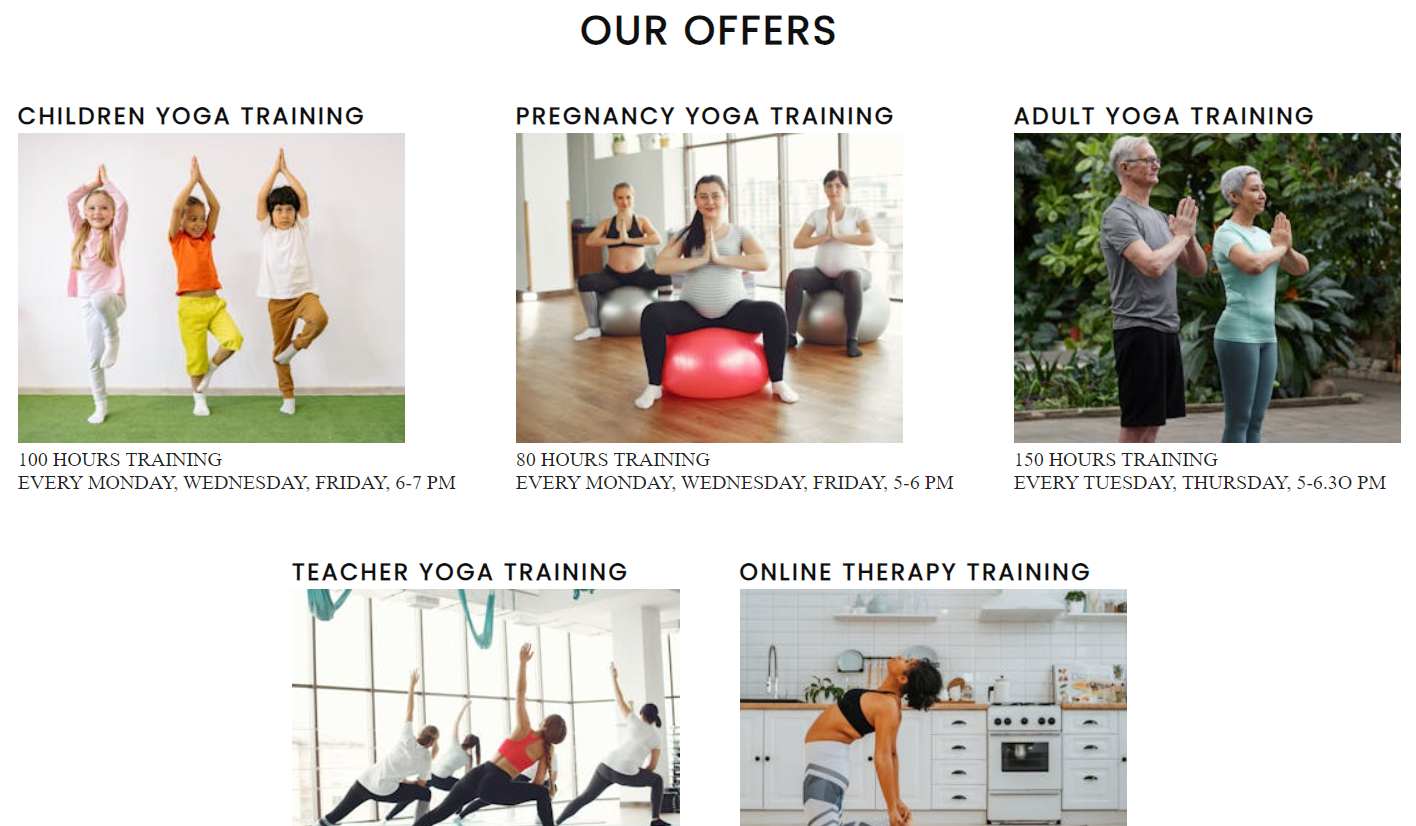 OUR OFFERS
CHILDREN YOGA TRAINING
PREGNANCY YOGA TRAINING
ADULT YOGA TRAINING
100 HOURS TRAINING
EVERY MONDAY, WEDNESDAY, FRIDAY, 6-7 PM
80 HOURS TRAINING
EVERY MONDAY, WEDNESDAY, FRIDAY, 5-6 PM
150 HOURS TRAINING
EVERY TUESDAY, THURSDAY, 5-6.3O PM
TEACHER YOGA TRAINING
ONLINE THERAPY TRAINING